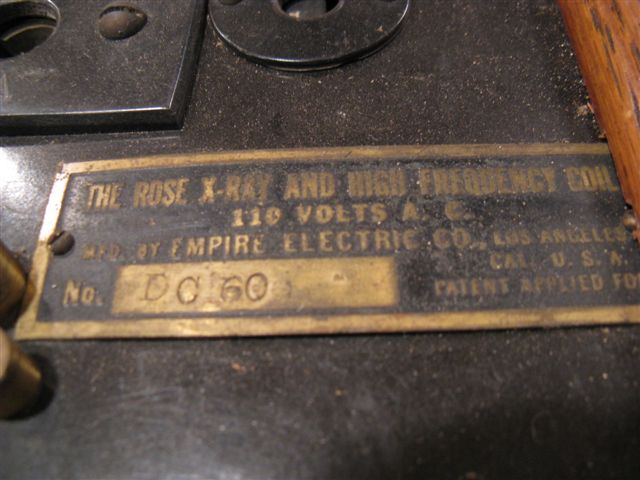 THE ROSE X-RAY AND HIGH FREQUENCY COIL
110 VOLTS A. C.
MFD. BY EMPIRE ELECTRIC CO., LOS ANGELES
CAL. U. S. A.
No. DC 60
PATENT APPLIED FOR